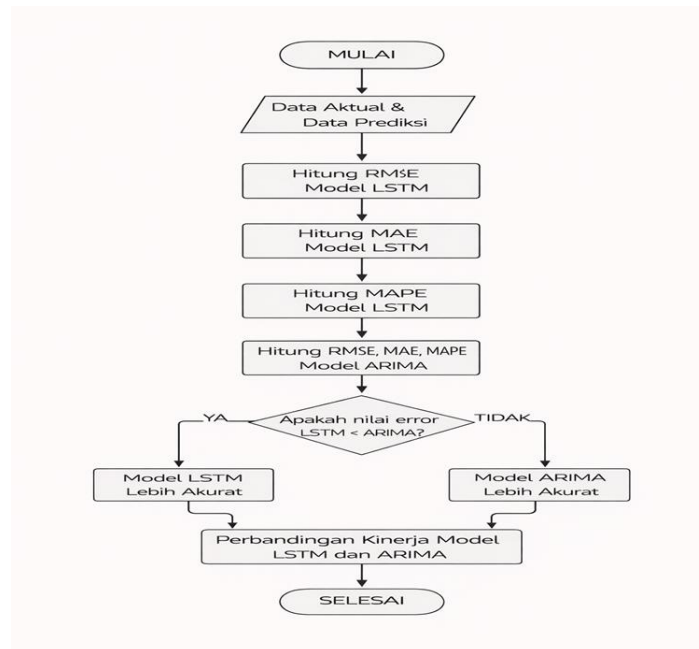 MULAI
Data Aktual &
Data Prediksi
Hitung RMSE
Model LSTM
Hitung MAE
Model LSTM
Hitung MAPE
Model LSTM
Hitung RMSE, MAE, MAPE
Model ARIMA
Apakah nilai error
LSTM < ARIMA?
YA
TIDAK
Model LSTM
Lebih Akurat
Model ARIMA
Lebih Akurat
Perbandingan Kinerja Model
LSTM dan ARIMA
SELESAI